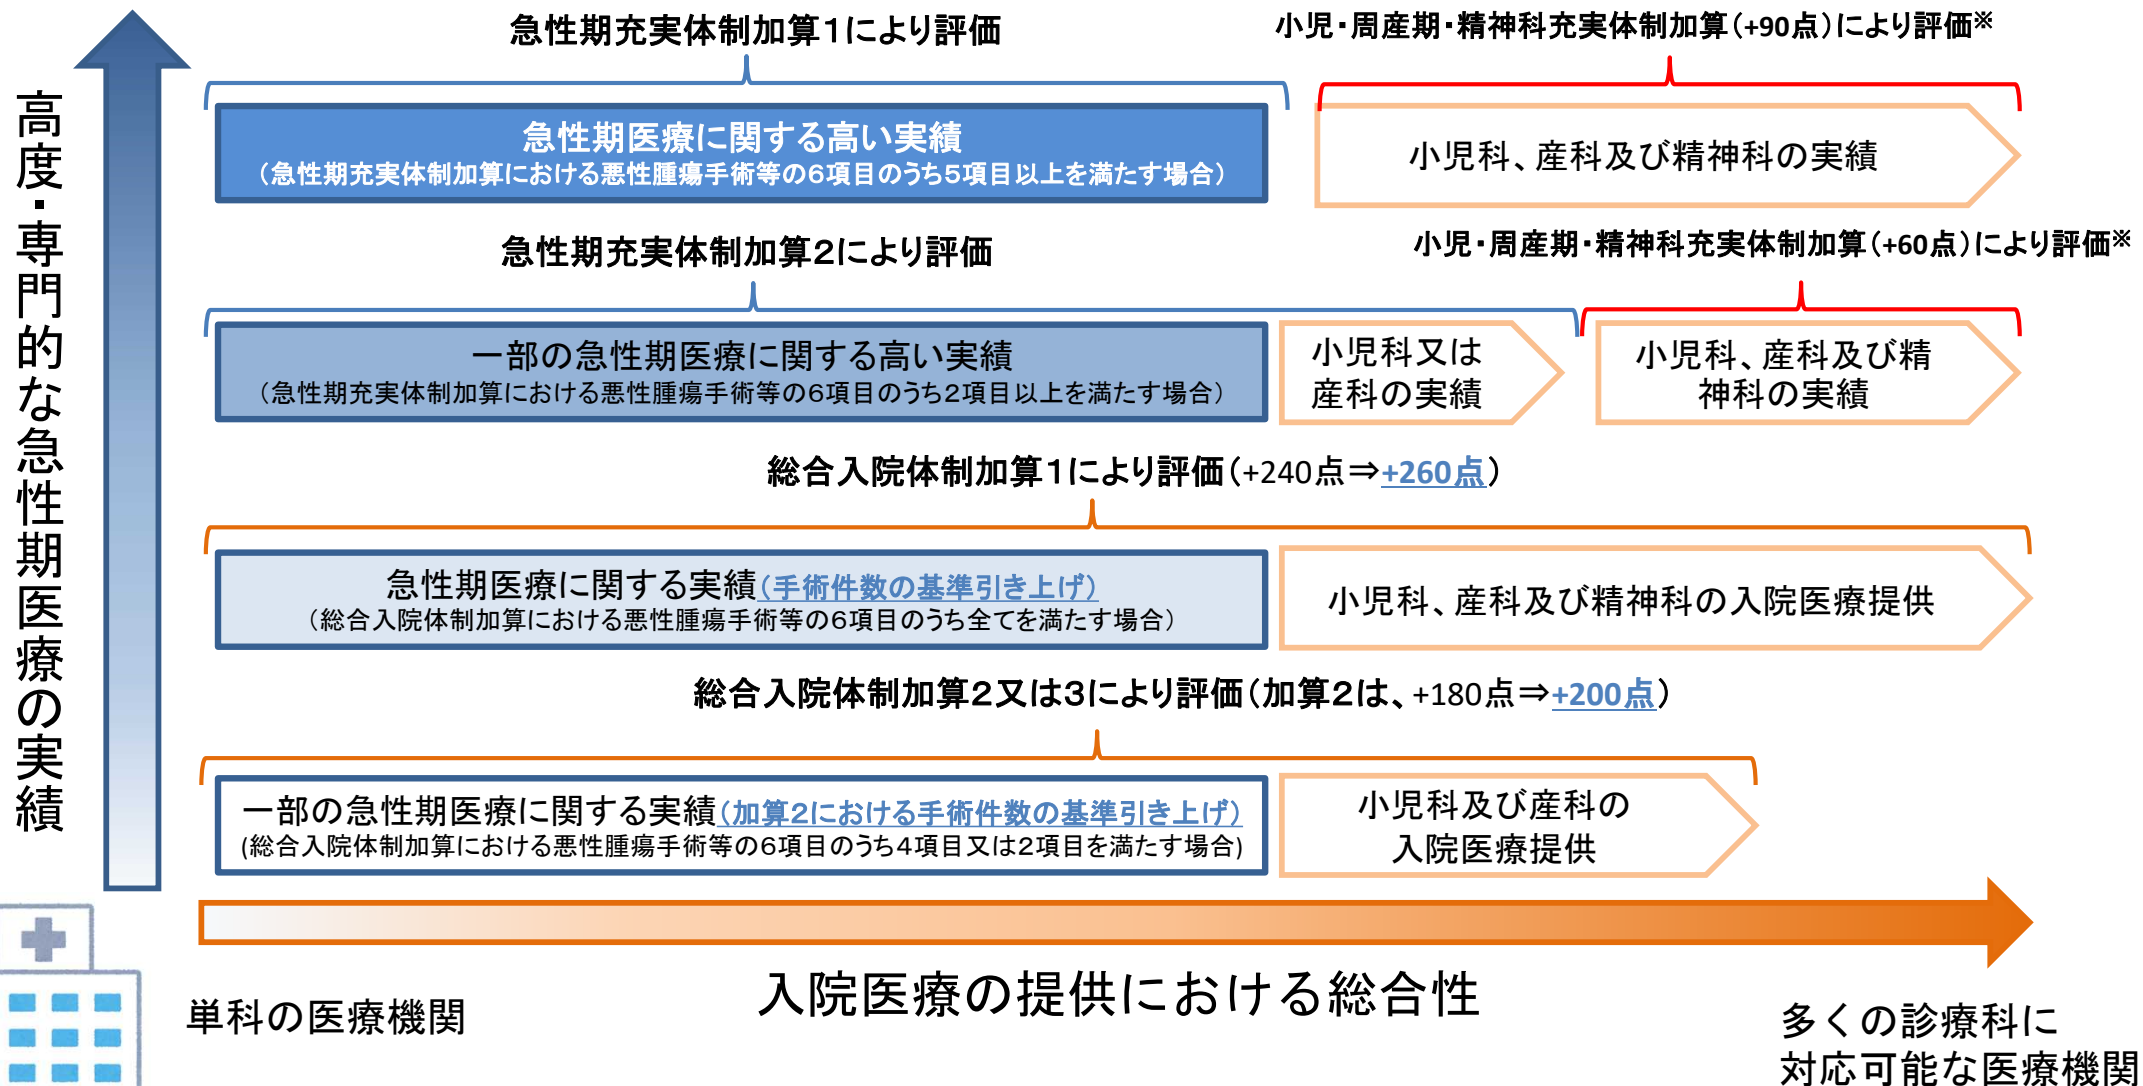 高度・専門的な急性期医療の実績
急性期充実体制加算1により評価
小児・周産期・精神科充実体制加算(+90点)により評価※
急性期医療に関する高い実績
(急性期充実体制加算における悪性腫瘍手術等の6項目のうち5項目以上を満たす場合)
小児科、産科及び精神科の実績
急性期充実体制加算2により評価
小児・周産期・精神科充実体制加算(+60点)により評価※
一部の急性期医療に関する高い実績
(急性期充実体制加算における悪性腫瘍手術等の6項目のうち2項目以上を満たす場合)
小児科又は
産科の実績
小児科、産科及び精
神科の実績
総合入院体制加算1により評価(+240点⇒+260点)
急性期医療に関する実績(手術件数の基準引き上げ)
(総合入院体制加算における悪性腫瘍手術等の6項目のうち全てを満たす場合)
小児科、産科及び精神科の入院医療提供
総合入院体制加算2又は3により評価(加算2は、+180点⇒+200点)
一部の急性期医療に関する実績(加算2における手術件数の基準引き上げ)
(総合入院体制加算における悪性腫瘍手術等の6項目のうち4項目又は2項目を満たす場合)
小児科及び産科の
入院医療提供
単科の医療機関
入院医療の提供における総合性
多くの診療科に
対応可能な医療機関